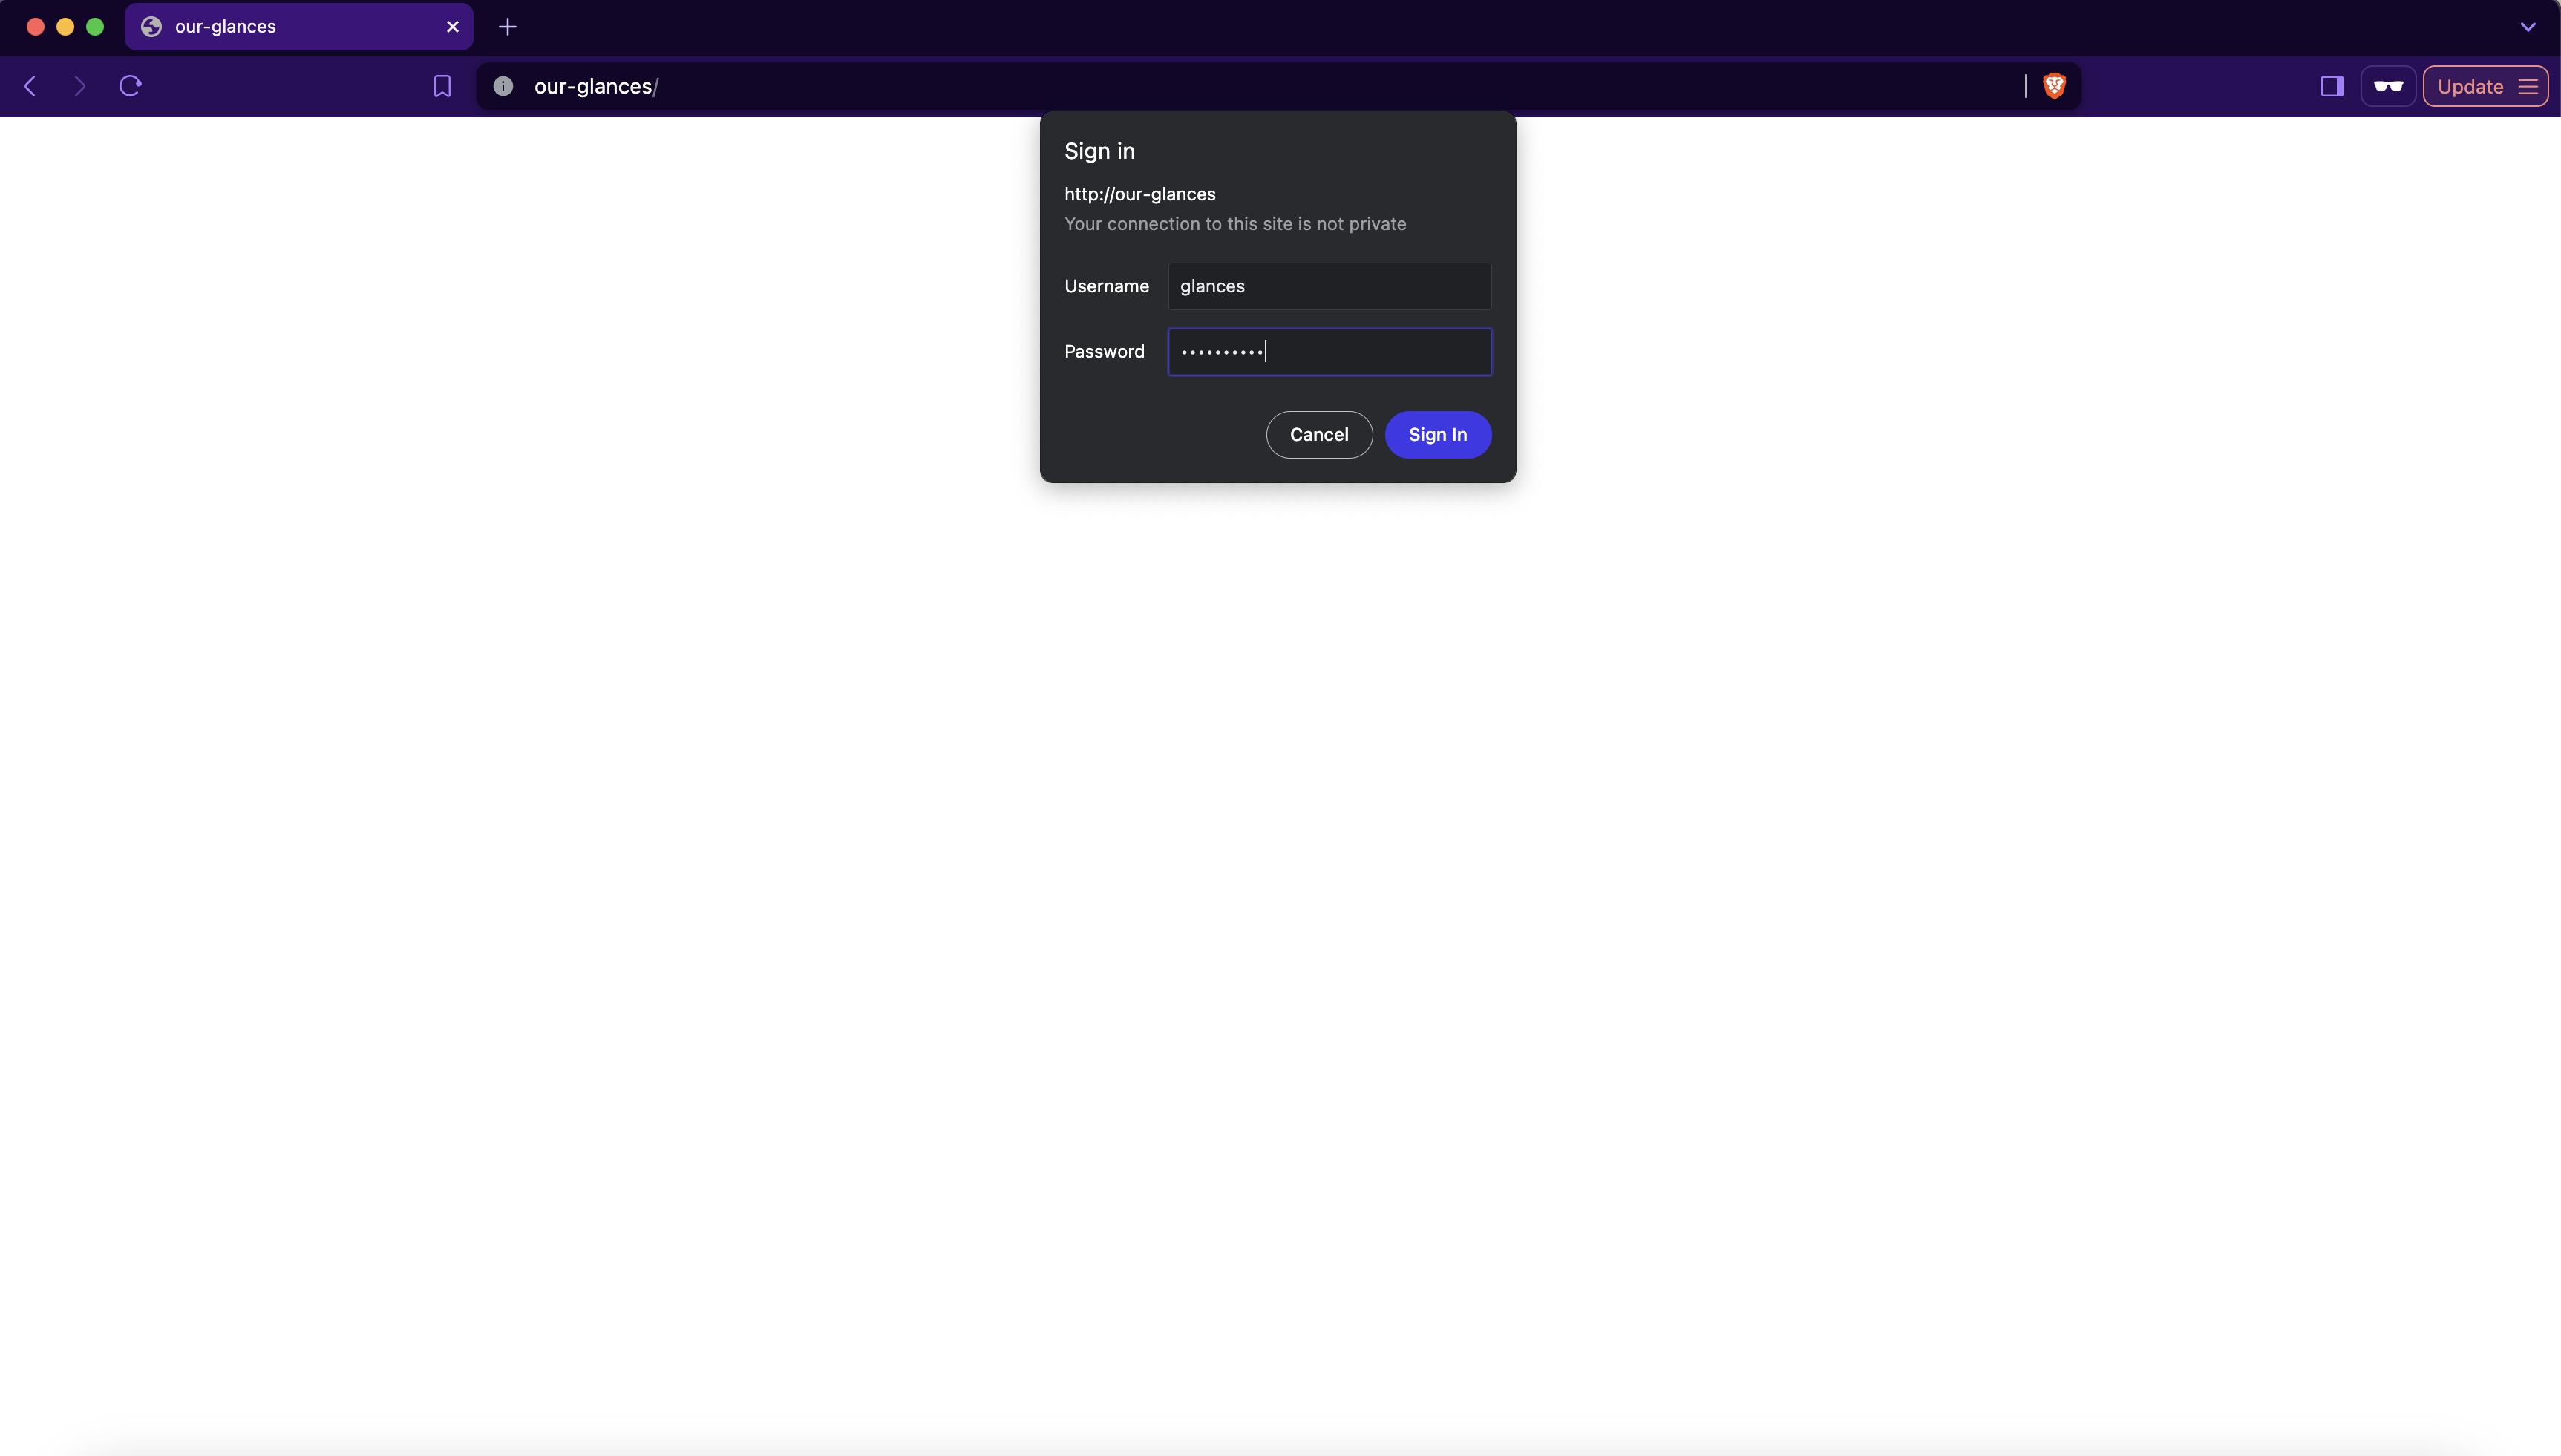 our-glances
our-glances/
Update
Sign in
http://our-glances
Your connection to this site is not private
Username
glances
Password
••••••••••
Cancel
Sign In